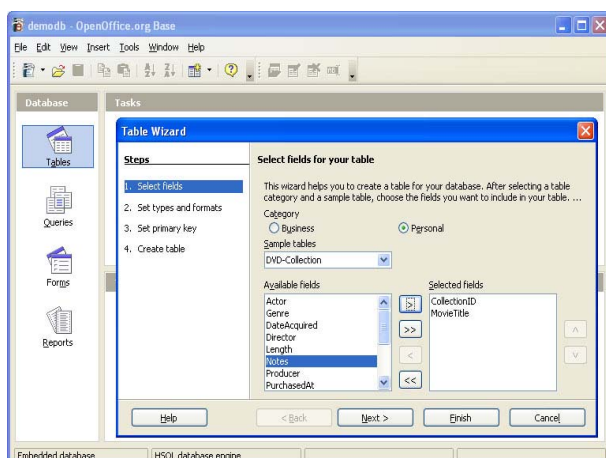 demodb - OpenOffice.org Base
File Edit View Insert Tools Window Help
Database
Tasks
Tables
Queries
Forms
Reports
Table Wizard
Steps
1. Select fields
2. Set types and formats
3. Set primary key
4. Create table
Select fields for your table
This wizard helps you to create a table for your database. After selecting a table
category and a sample table, choose the fields you want to include in your table. ...
Category
Business
Personal
Sample tables
DVD-Collection
Available fields
Actor
Genre
DateAcquired
Director
Length
Notes
Producer
PurchasedAt
>
>>
<
<<
Selected fields
CollectionID
MovieTitle
Help
< Back
Next >
Finish
Cancel
Embedded database
HSQL database engine